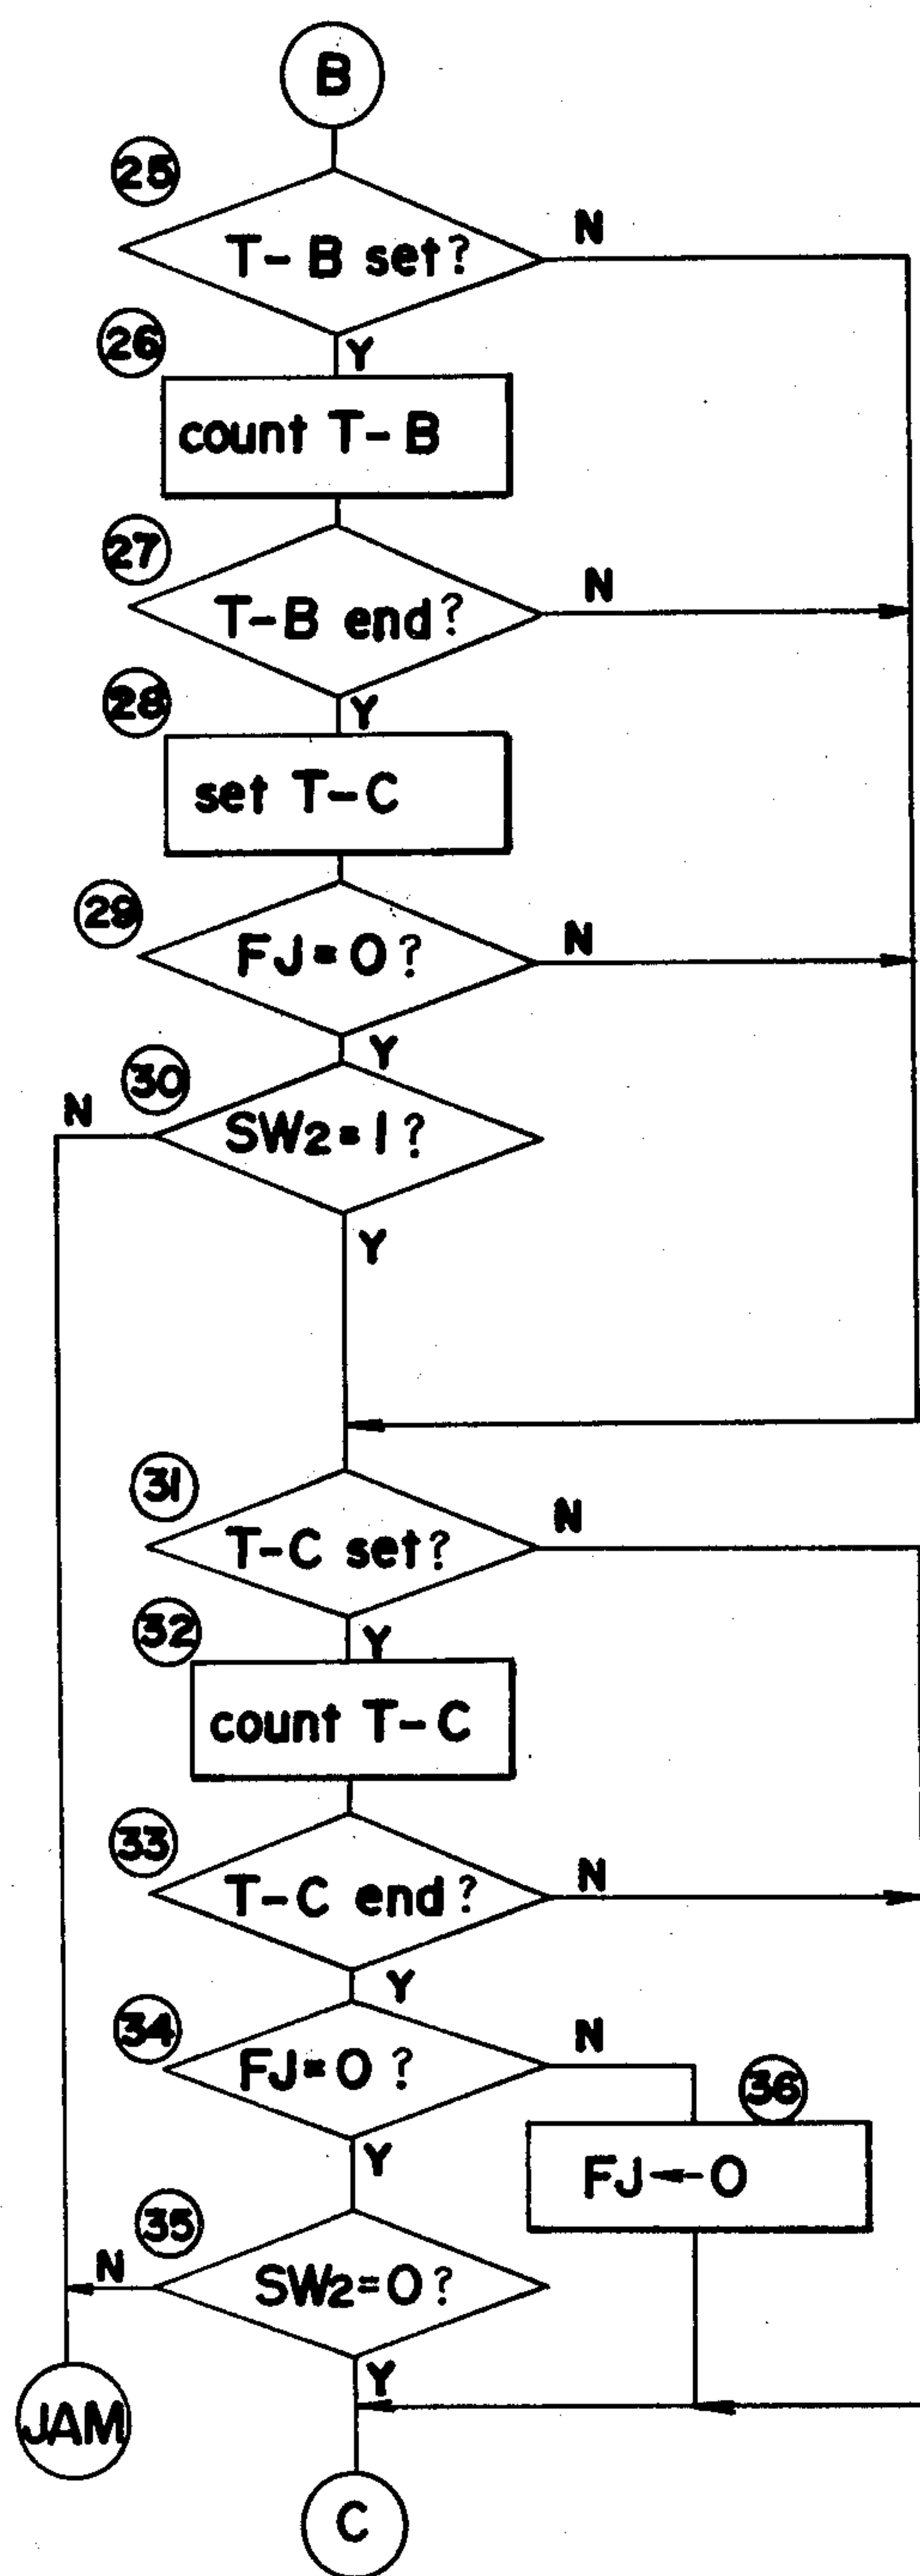 B
25
T-B set?
N
Y
26
count T-B
27
T-B end?
N
Y
28
set T-C
29
FJ=0?
N
Y
30
N
SW2=1?
Y
31
T-C set?
N
Y
32
count T-C
33
T-C end?
N
Y
34
FJ=0?
N
Y
36
FJ←0
35
N
SW2=0?
Y
JAM
C